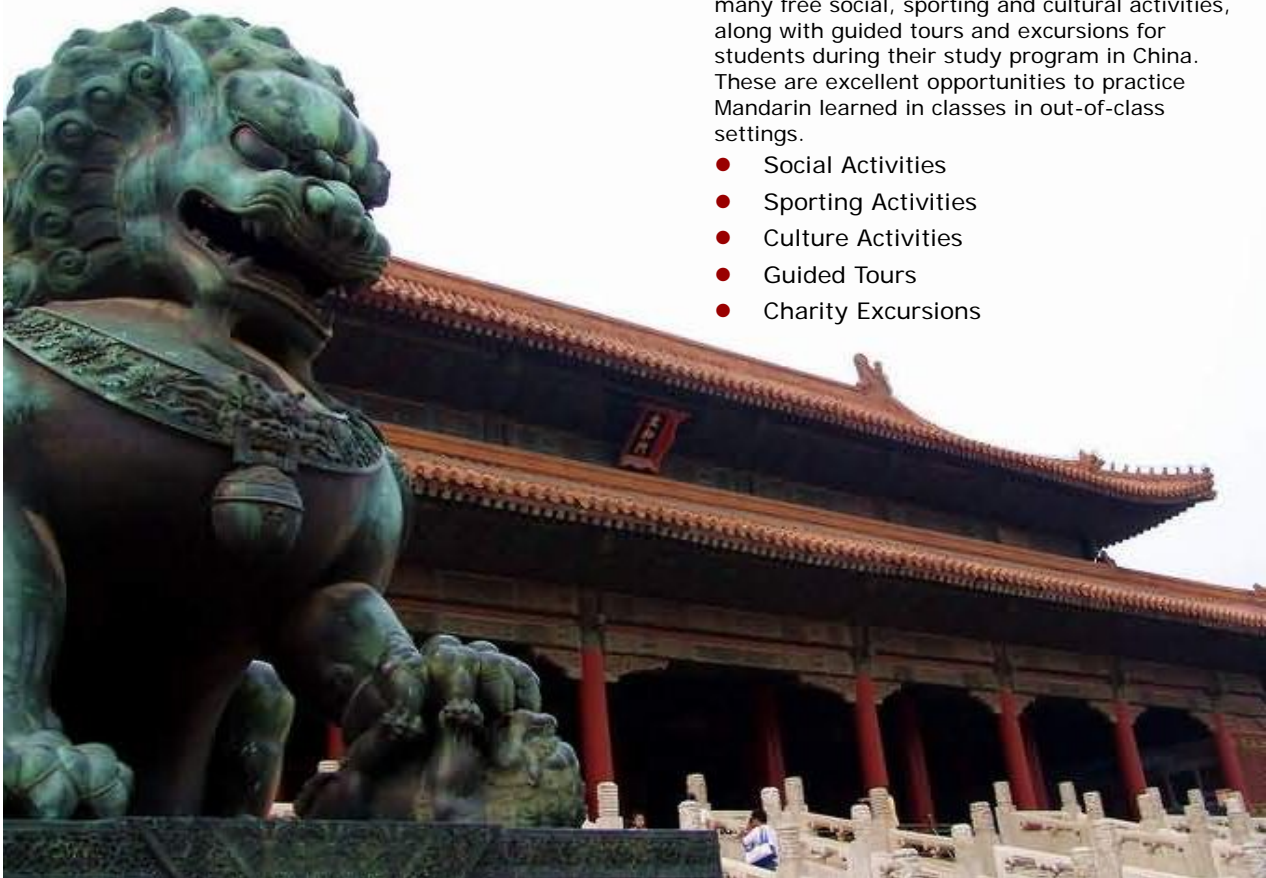 many free social, sporting and cultural activities,
along with guided tours and excursions for
students during their study program in China.
These are excellent opportunities to practice
Mandarin learned in classes in out-of-class
settings.
● Social Activities
● Sporting Activities
● Culture Activities
● Guided Tours
● Charity Excursions